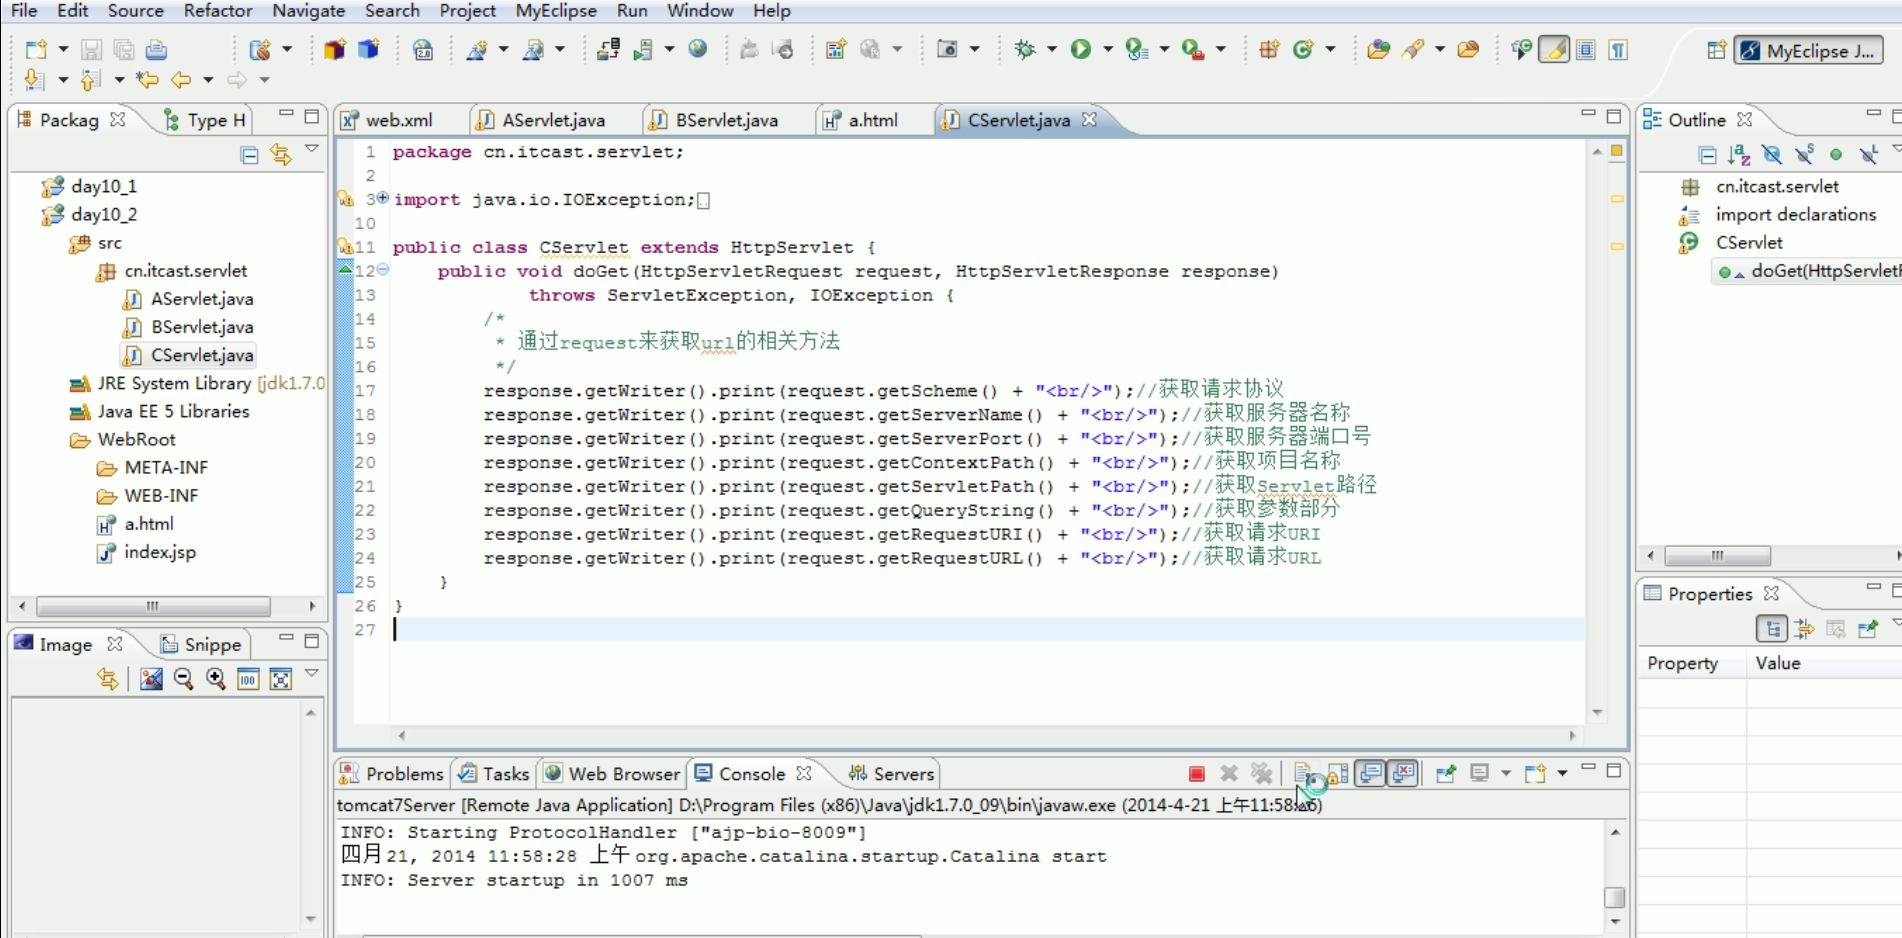 File Edit Source Refactor Navigate Search Project MyEclipse Run Window Help
MyEclipse J...
Packag
Type H
day10_1
day10_2
src
cn.itcast.servlet
AServlet.java
BServlet.java
CServlet.java
JRE System Library [jdk1.7.0
Java EE 5 Libraries
WebRoot
META-INF
WEB-INF
a.html
index.jsp
Image
Snippe
web.xml
AServlet.java
BServlet.java
a.html
CServlet.java
1 package cn.itcast.servlet;
2
3 import java.io.IOException;
10
11 public class CServlet extends HttpServlet {
12 public void doGet(HttpServletRequest request, HttpServletResponse response)
13 throws ServletException, IOException {
14 /*
15 * 通过request来获取url的相关方法
16 */
17 response.getWriter().print(request.getScheme() + "<br/>");//获取请求协议
18 response.getWriter().print(request.getServerName() + "<br/>");//获取服务器名称
19 response.getWriter().print(request.getServerPort() + "<br/>");//获取服务器端口号
20 response.getWriter().print(request.getContextPath() + "<br/>");//获取项目名称
21 response.getWriter().print(request.getServletPath() + "<br/>");//获取Servlet路径
22 response.getWriter().print(request.getQueryString() + "<br/>");//获取参数部分
23 response.getWriter().print(request.getRequestURI() + "<br/>");//获取请求URI
24 response.getWriter().print(request.getRequestURL() + "<br/>");//获取请求URL
25 }
26 }
27
Outline
cn.itcast.servlet
import declarations
CServlet
doGet(HttpServletR
Properties
Property Value
Problems Tasks Web Browser Console Servers
tomcat7Server [Remote Java Application] D:\Program Files (x86)\Java\jdk1.7.0_09\bin\javaw.exe (2014-4-21 上午11:58:26)
INFO: Starting ProtocolHandler ["ajp-bio-8009"]
四月 21, 2014 11:58:28 上午 org.apache.catalina.startup.Catalina start
INFO: Server startup in 1007 ms